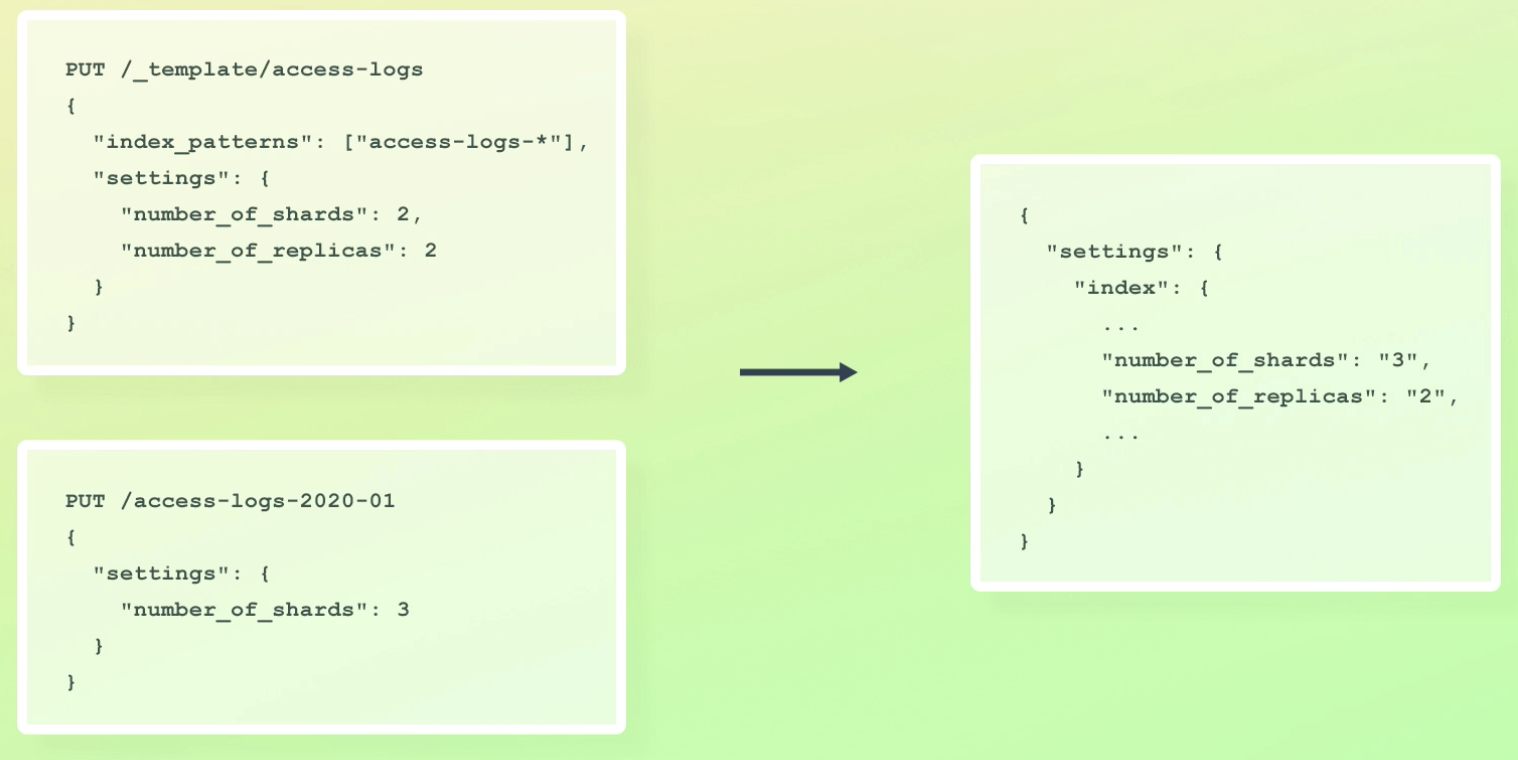 PUT /_template/access-logs
{
  "index_patterns": ["access-logs-*"],
  "settings": {
    "number_of_shards": 2,
    "number_of_replicas": 2
  }
}
PUT /access-logs-2020-01
{
  "settings": {
    "number_of_shards": 3
  }
}
{
  "settings": {
    "index": {
      ...
      "number_of_shards": "3",
      "number_of_replicas": "2",
      ...
    }
  }
}